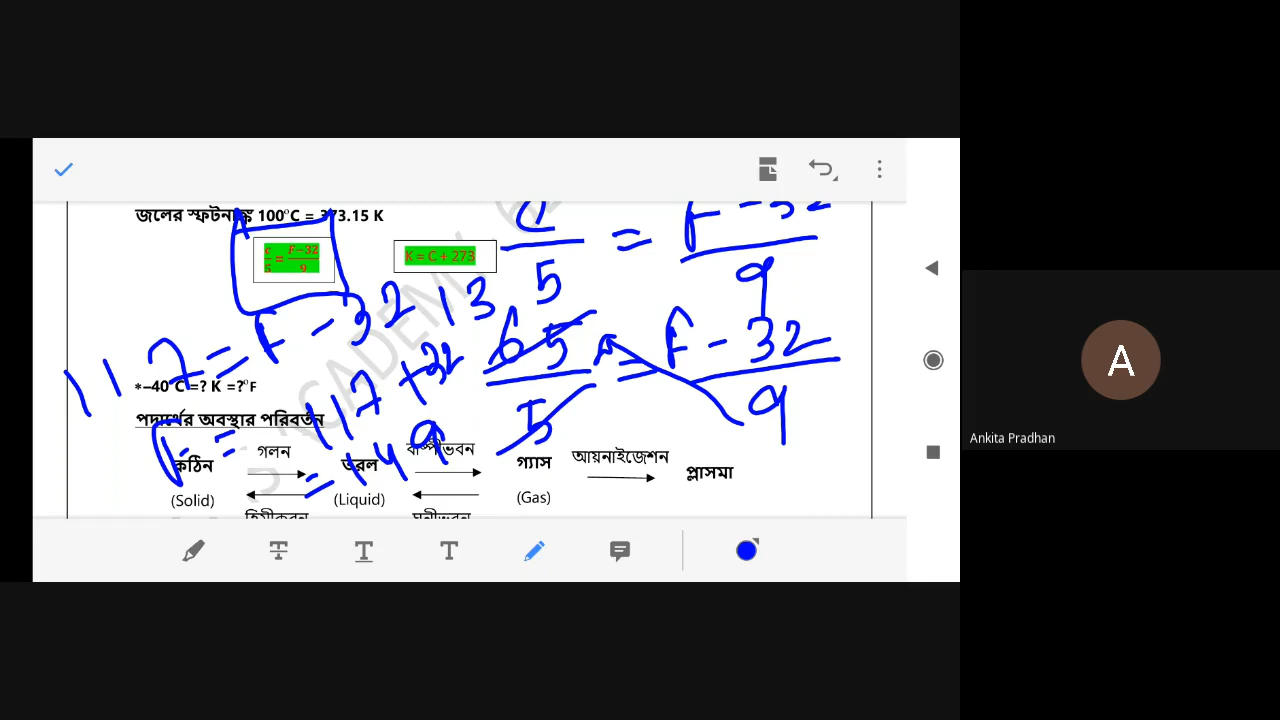 জলের স্ফুটনাঙ্ক 100°C = 373.15 K
C/5 = F-32/9
K = C + 273
C/5 = F - 32/9
117 = F - 32
13
65/5 = F - 32/9
*-40°C =? K =?°F
F = 117 + 32
= 149
পদার্থের অবস্থার পরিবর্তন
কঠিন গলন তরল বাষ্পীভবন গ্যাস আয়নাইজেশন প্লাসমা
(Solid) (Liquid) (Gas)
ACADEMY
A
Ankita Pradhan